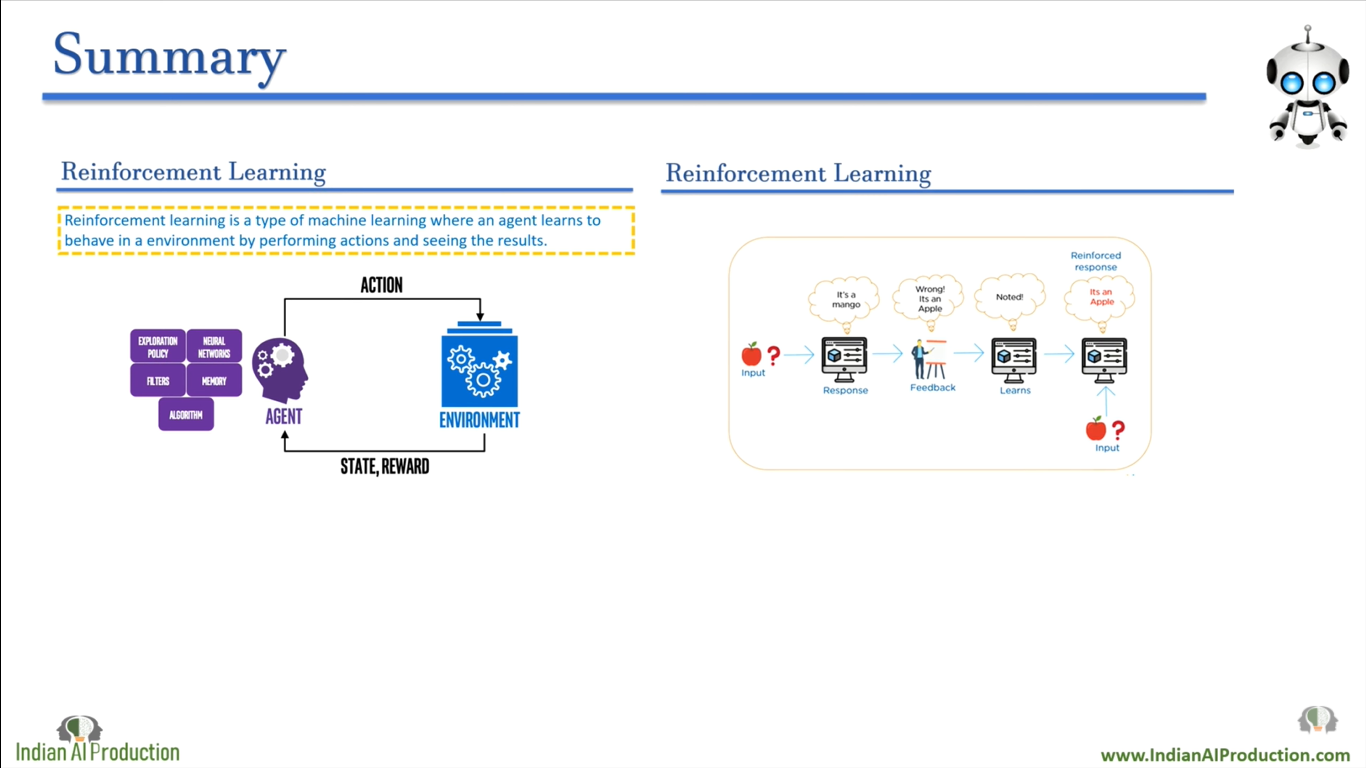 Summary
Reinforcement Learning
Reinforcement learning is a type of machine learning where an agent learns to
behave in a environment by performing actions and seeing the results.
ACTION
EXPLORATION
POLICY
NEURAL
NETWORKS
FILTERS
MEMORY
ALGORITHM
AGENT
ENVIRONMENT
STATE, REWARD
Reinforcement Learning
Reinforced
response
It's a
mango
Wrong!
Its an
Apple
Noted!
Its an
Apple
?
Input
Response
Feedback
Learns
?
Input
Indian AI Production
www.IndianAIProduction.com